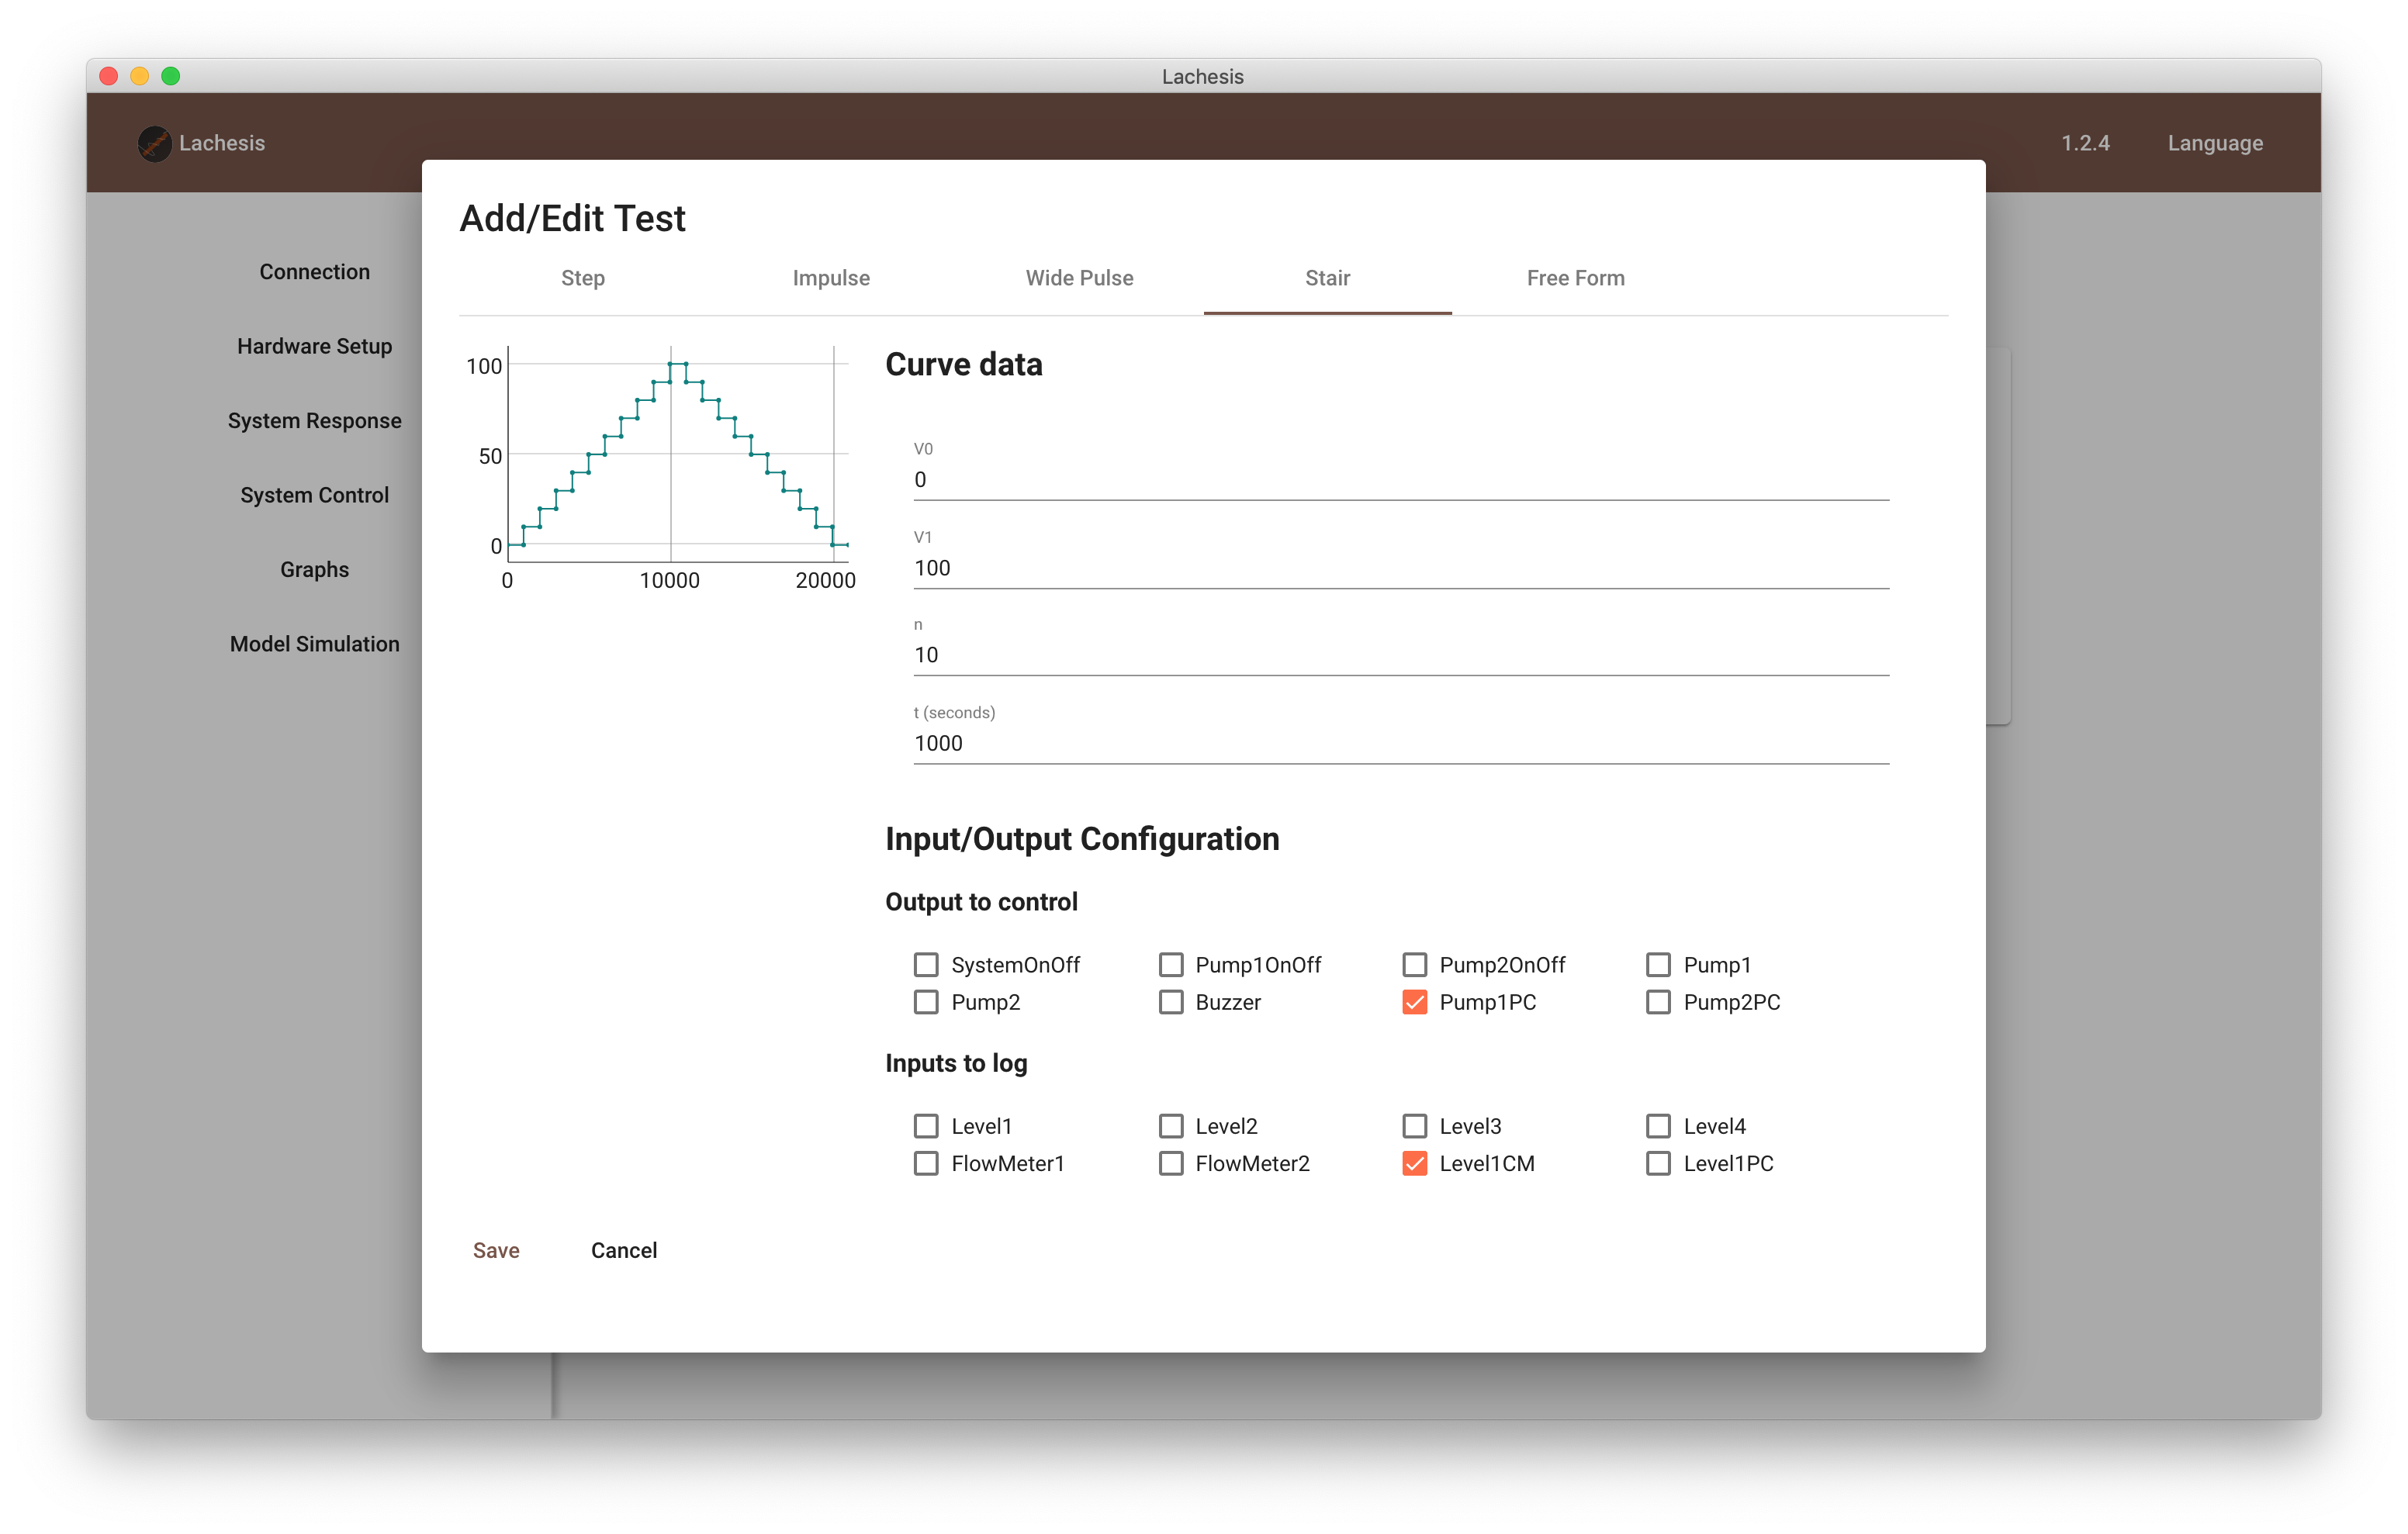 Lachesis
Lachesis
1.2.4 Language
Connection
Hardware Setup
System Response
System Control
Graphs
Model Simulation
Add/Edit Test
Step Impulse Wide Pulse Stair Free Form
100
50
0
0 10000 20000
Curve data
V0
0
V1
100
n
10
t (seconds)
1000
Input/Output Configuration
Output to control
SystemOnOff Pump1OnOff Pump2OnOff Pump1
Pump2 Buzzer Pump1PC Pump2PC
Inputs to log
Level1 Level2 Level3 Level4
FlowMeter1 FlowMeter2 Level1CM Level1PC
Save Cancel